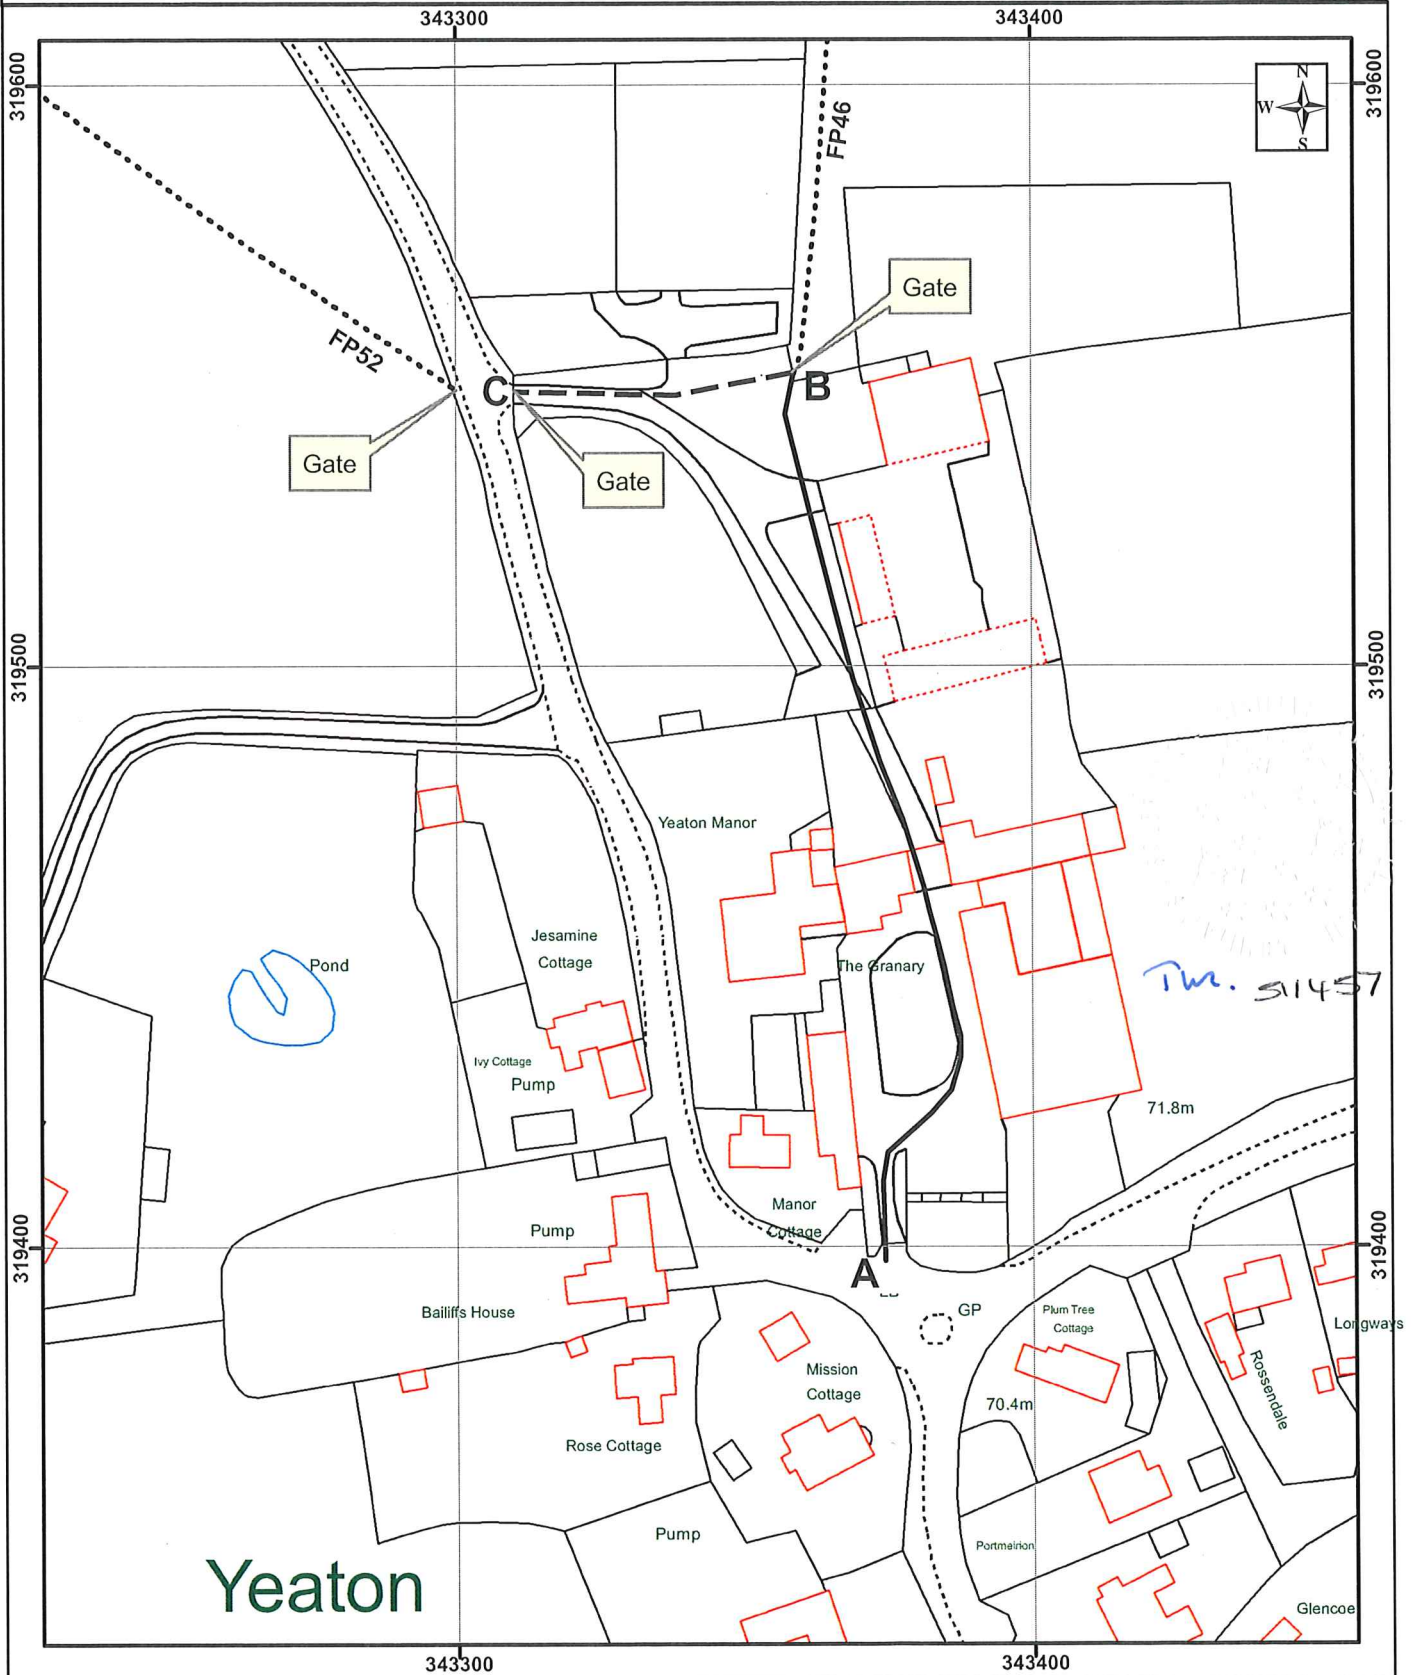 343300
343400
319600
319600
N
W
S
FP46
Gate
FP52
C
B
Gate
Gate
319500
319500
Yeaton Manor
Jesamine
Cottage
Pond
The Granary
Ivy Cottage
Pump
71.8m
Manor
Cottage
Pump
319400
319400
A
GP
Bailiffs House
Plum Tree
Cottage
Longways
Mission
Cottage
Rossendale
70.4m
Rose Cottage
Pump
Portmeirion
Yeaton
Glencoe
343300
343400